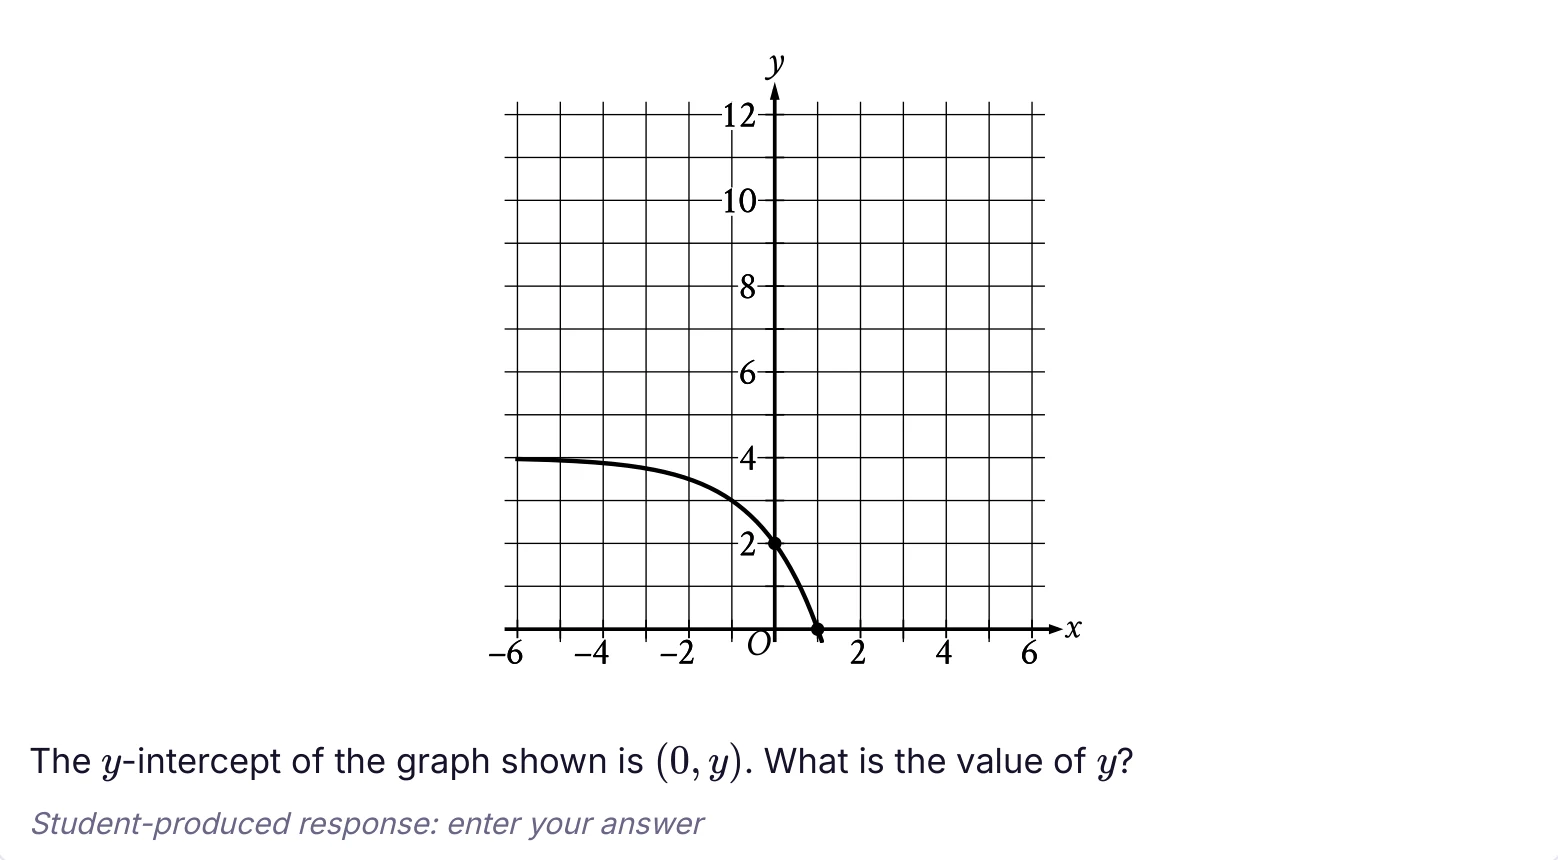 y
12
10
8
6
4
2
−6 −4 −2 O 2 4 6 x
The y-intercept of the graph shown is (0, y). What is the value of y?
Student-produced response: enter your answer